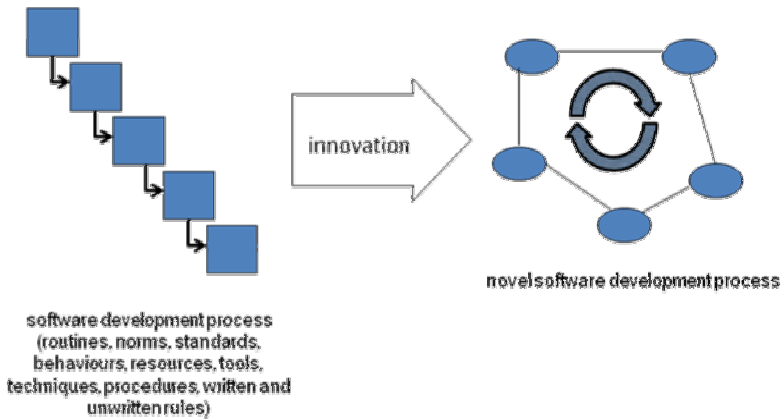 innovation
novel software development process
software development process
(routines, norms, standards,
behaviours, resources, tools,
techniques, procedures, written and
unwritten rules)